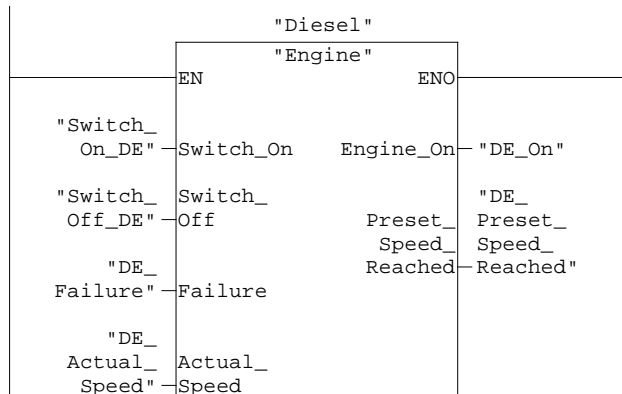 "Diesel"
"Engine"
EN ENO
"Switch_
On_DE" Switch_On Engine_On "DE_On"
"Switch_ Switch_ "DE_
Off_DE" Off Preset_ Preset_
Speed_ Speed_
"DE_ Reached Reached"
Failure" Failure
"DE_
Actual_ Actual_
Speed" Speed